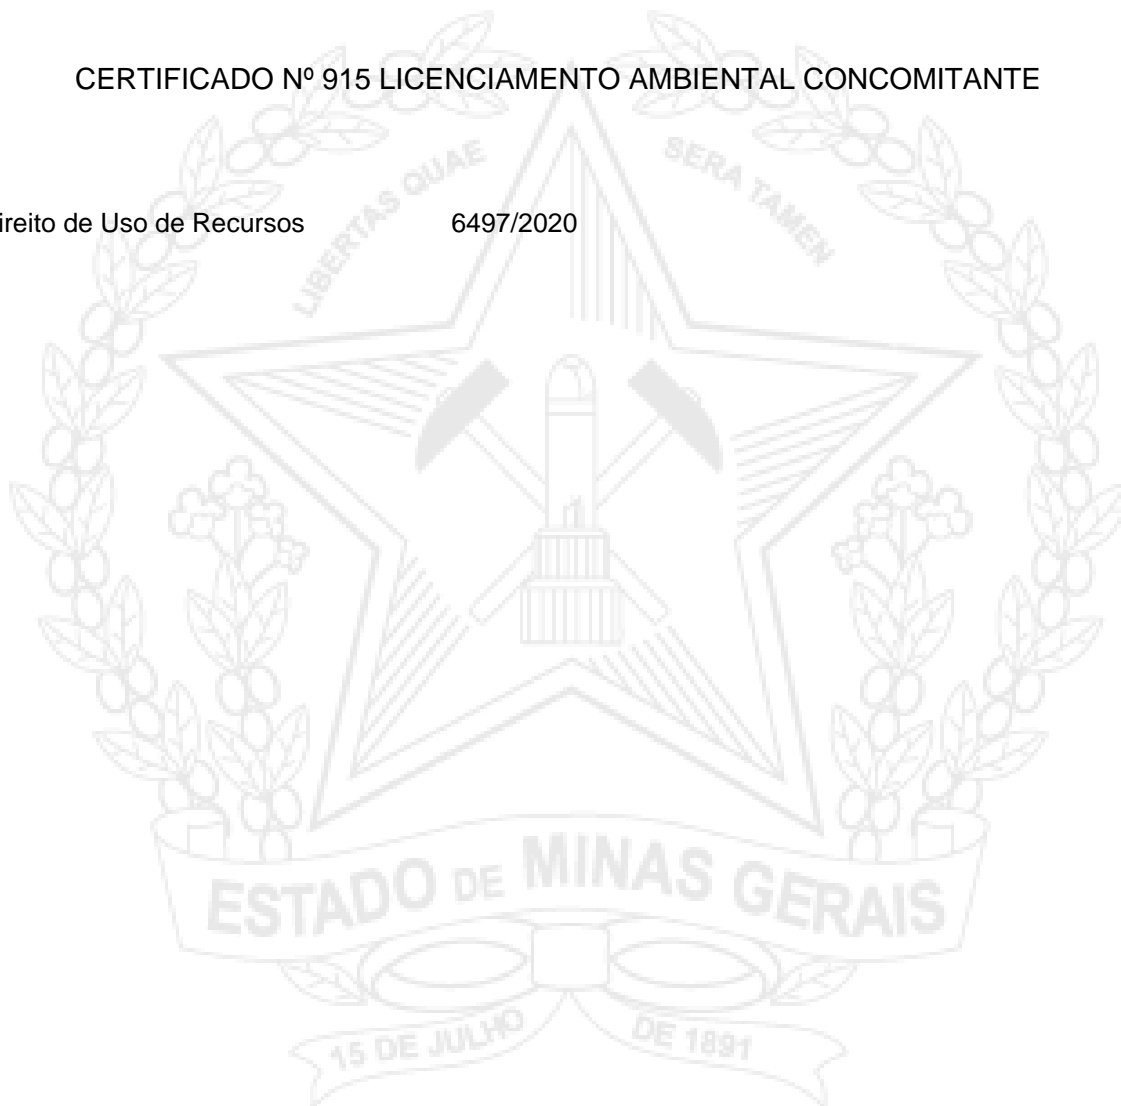 CERTIFICADO Nº 915 LICENCIAMENTO AMBIENTAL CONCOMITANTE
LIBERTAS QUAE SERA TAMEN
ireito de Uso de Recursos 6497/2020
ESTADO DE MINAS GERAIS
15 DE JULHO DE 1891